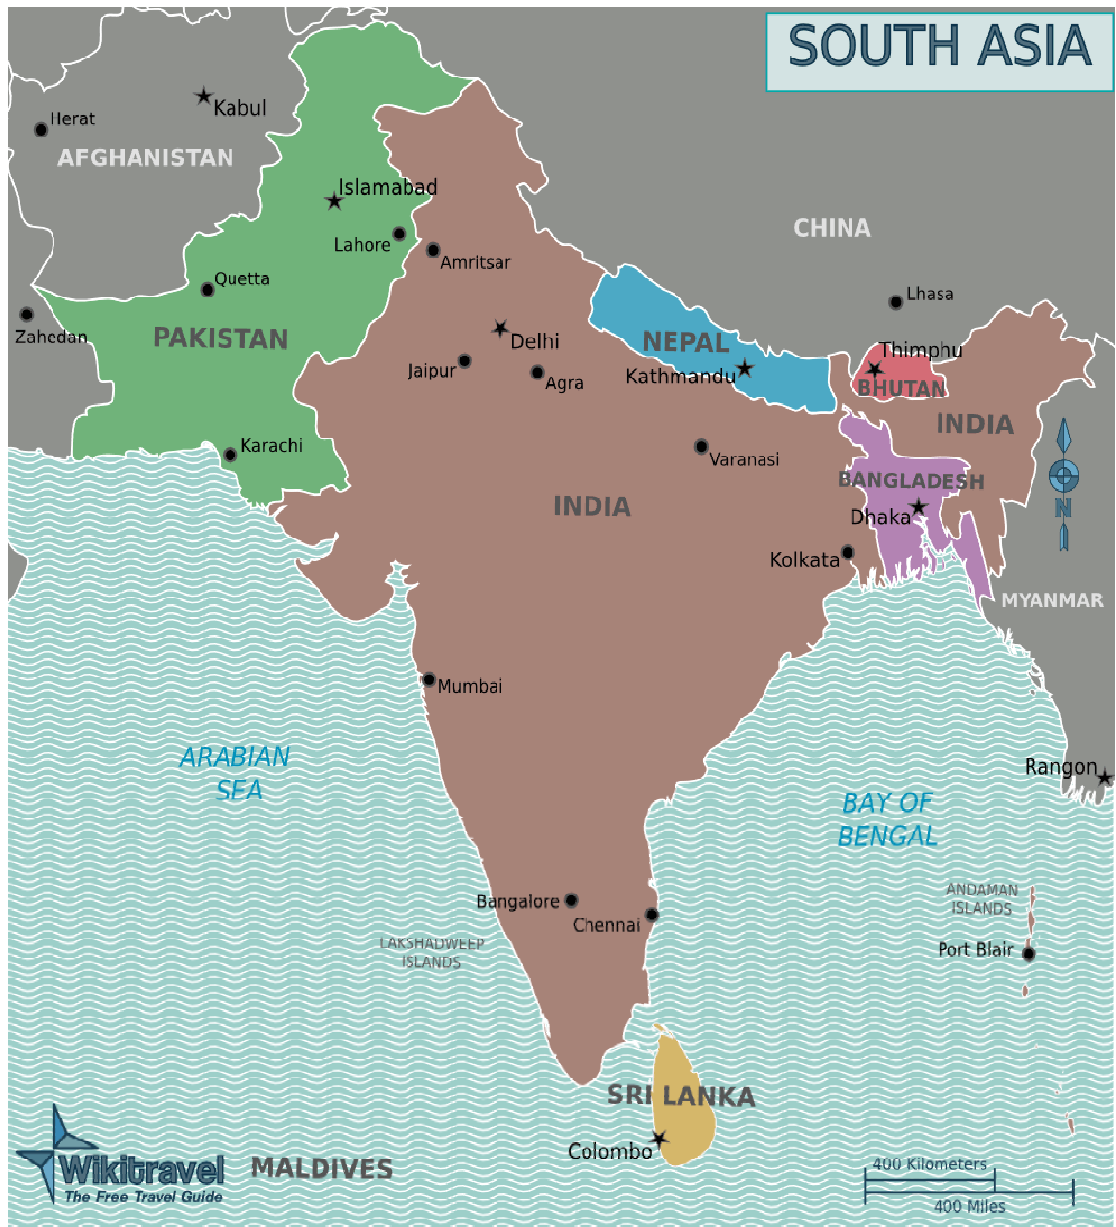 SOUTH ASIA
Kabul
Herat
AFGHANISTAN
Islamabad
CHINA
Lahore
Amritsar
Quetta
Lhasa
Zahedan
PAKISTAN
Delhi
NEPAL
Thimphu
Jaipur
Agra
Kathmandu
BHUTAN
INDIA
Karachi
Varanasi
BANGLADESH
INDIA
Dhaka
N
Kolkata
MYANMAR
Mumbai
ARABIAN
SEA
Rangon
BAY OF
BENGAL
Bangalore
Chennai
ANDAMAN
ISLANDS
LAKSHADWEEP
ISLANDS
Port Blair
SRI LANKA
Colombo
Wikitravel
The Free Travel Guide
MALDIVES
400 Kilometers
400 Miles